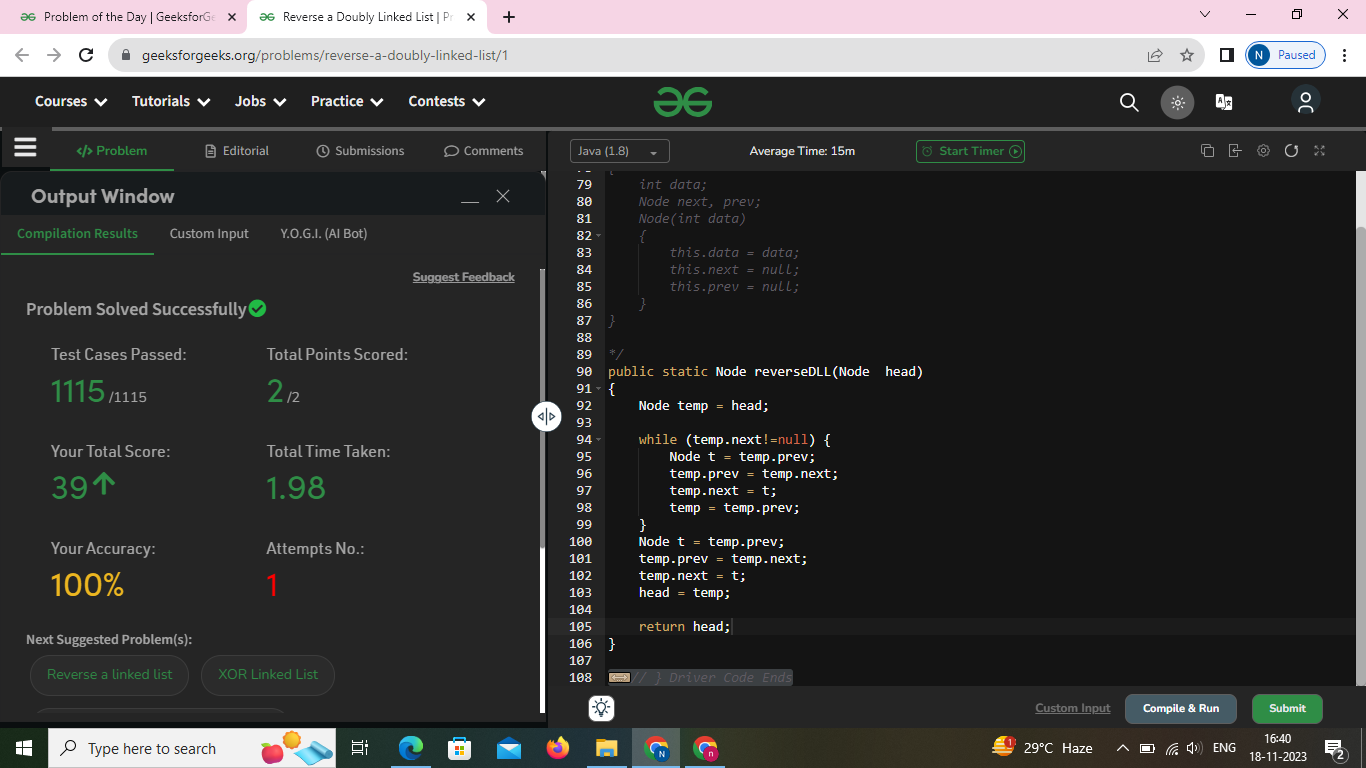 Problem of the Day | GeeksforGe
Reverse a Doubly Linked List | Pr
geeksforgeeks.org/problems/reverse-a-doubly-linked-list/1
N Paused
Courses Tutorials Jobs Practice Contests
</> Problem Editorial Submissions Comments
Java (1.8) Average Time: 15m Start Timer
Output Window
Compilation Results Custom Input Y.O.G.I. (AI Bot)
Suggest Feedback
Problem Solved Successfully
Test Cases Passed: Total Points Scored:
1115 /1115 2 /2
Your Total Score: Total Time Taken:
39 1.98
Your Accuracy: Attempts No.:
100% 1
Next Suggested Problem(s):
Reverse a linked list XOR Linked List
79 int data;
80 Node next, prev;
81 Node(int data)
82 {
83 this.data = data;
84 this.next = null;
85 this.prev = null;
86 }
87 }
88
89 */
90 public static Node reverseDLL(Node  head)
91 {
92 Node temp = head;
93
94 while (temp.next!=null) {
95 Node t = temp.prev;
96 temp.prev = temp.next;
97 temp.next = t;
98 temp = temp.prev;
99 }
100 Node t = temp.prev;
101 temp.prev = temp.next;
102 temp.next = t;
103 head = temp;
104
105 return head;
106 }
107
108 // } Driver Code Ends
Custom Input Compile & Run Submit
Type here to search
N n 1 29°C Haze ENG 16:40
18-11-2023 2